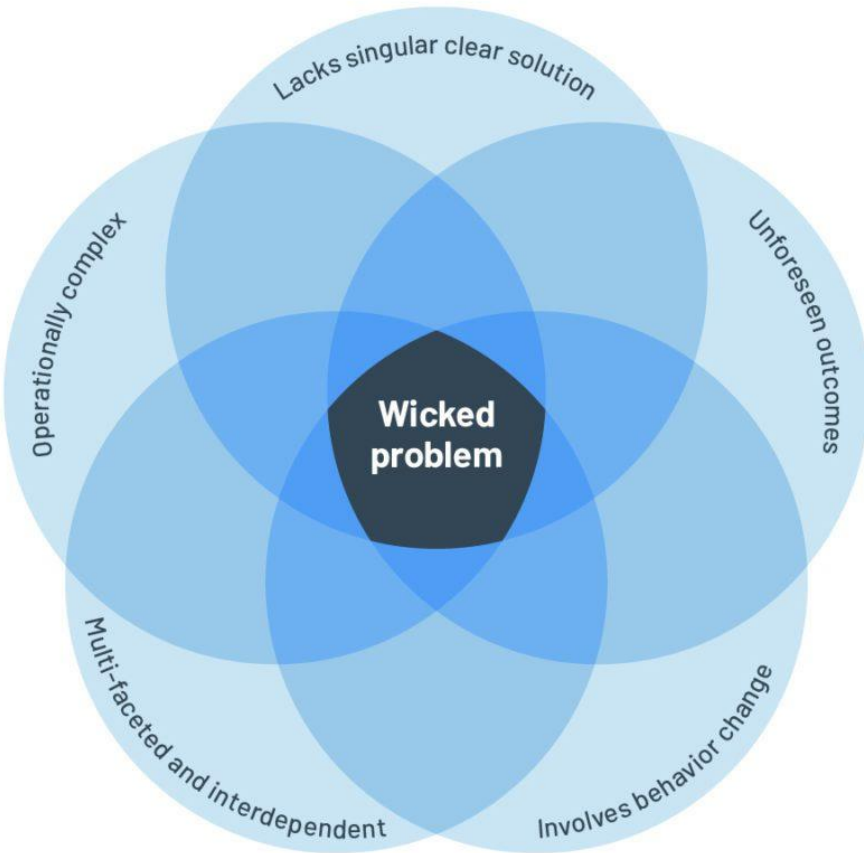 Lacks singular clear solution
Operationally complex
Unforeseen outcomes
Wicked
problem
Multi-faceted and interdependent
Involves behavior change